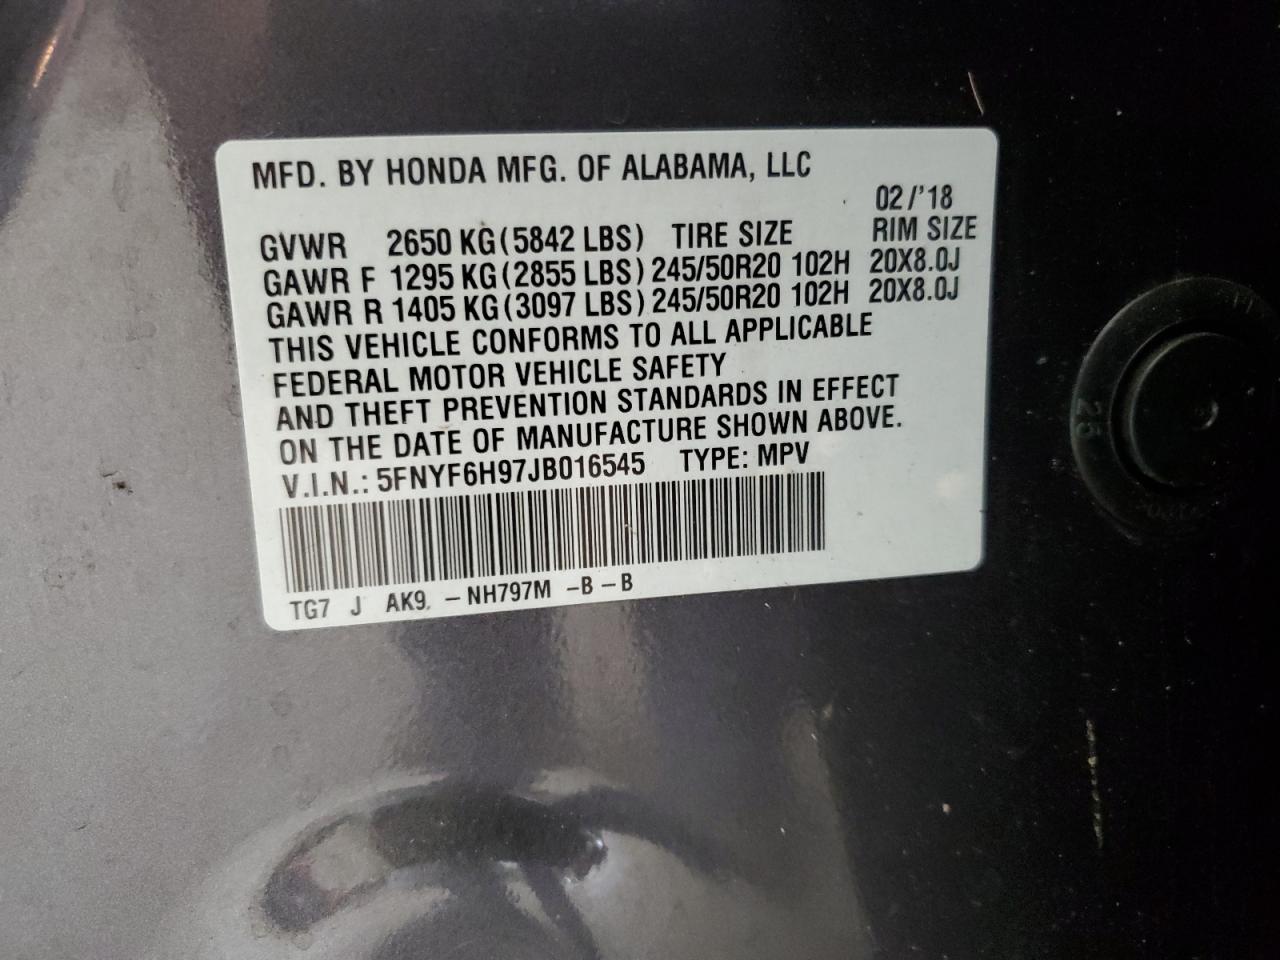 MFD. BY HONDA MFG. OF ALABAMA, LLC
02/'18
GVWR 2650 KG (5842 LBS) TIRE SIZE RIM SIZE
GAWR F 1295 KG (2855 LBS) 245/50R20 102H 20X8.0J
GAWR R 1405 KG (3097 LBS) 245/50R20 102H 20X8.0J
THIS VEHICLE CONFORMS TO ALL APPLICABLE
FEDERAL MOTOR VEHICLE SAFETY
AND THEFT PREVENTION STANDARDS IN EFFECT
ON THE DATE OF MANUFACTURE SHOWN ABOVE.
V.I.N.: 5FNYF6H97JB016545 TYPE: MPV
TG7 J AK9. -NH797M -B-B
25